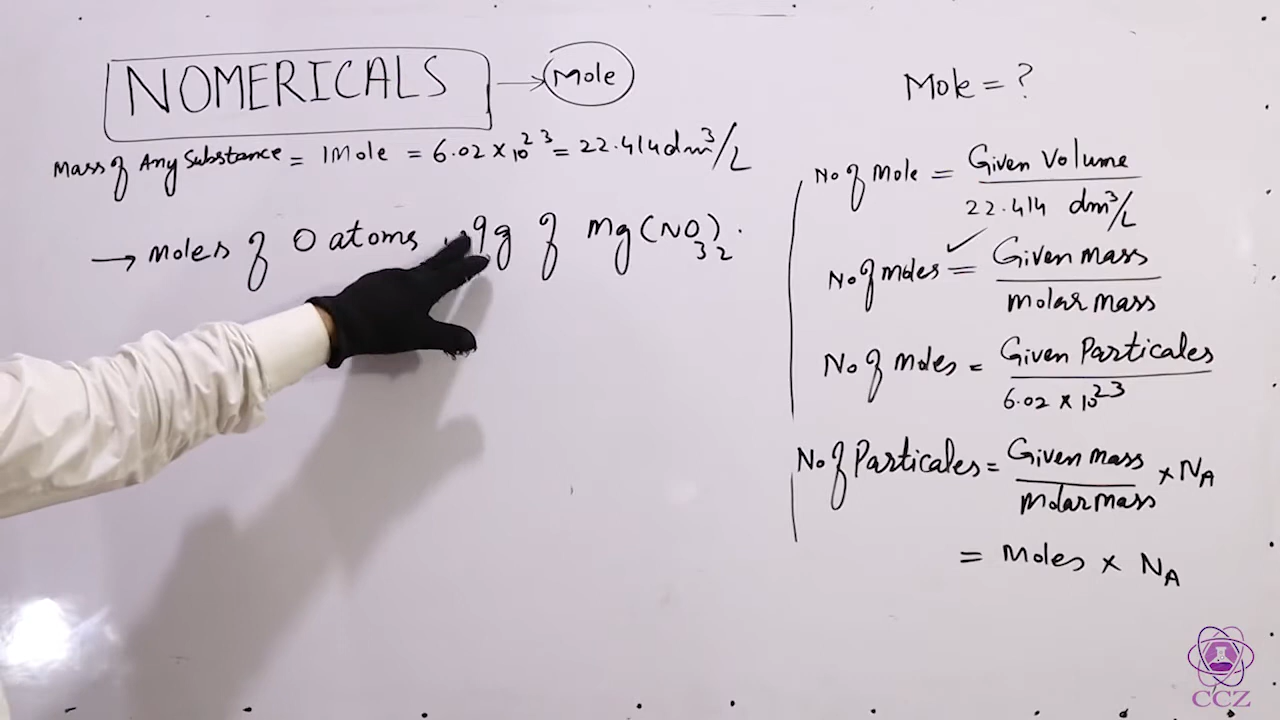 NOMERICALS → Mole
Mass of Any Substance = 1 Mole = 6.02 × 10²³ = 22.414 dm³/L
→ Moles of O atoms 9g of Mg(NO₃)₂.
Mole = ?
No of Mole = Given Volume / 22.414 dm³/L
No of moles = ✓ Given mass / molar mass
No of moles = Given Particales / 6.02 × 10²³
No of Particales = Given mass / molar mass × N_A
= Moles × N_A
CCZ